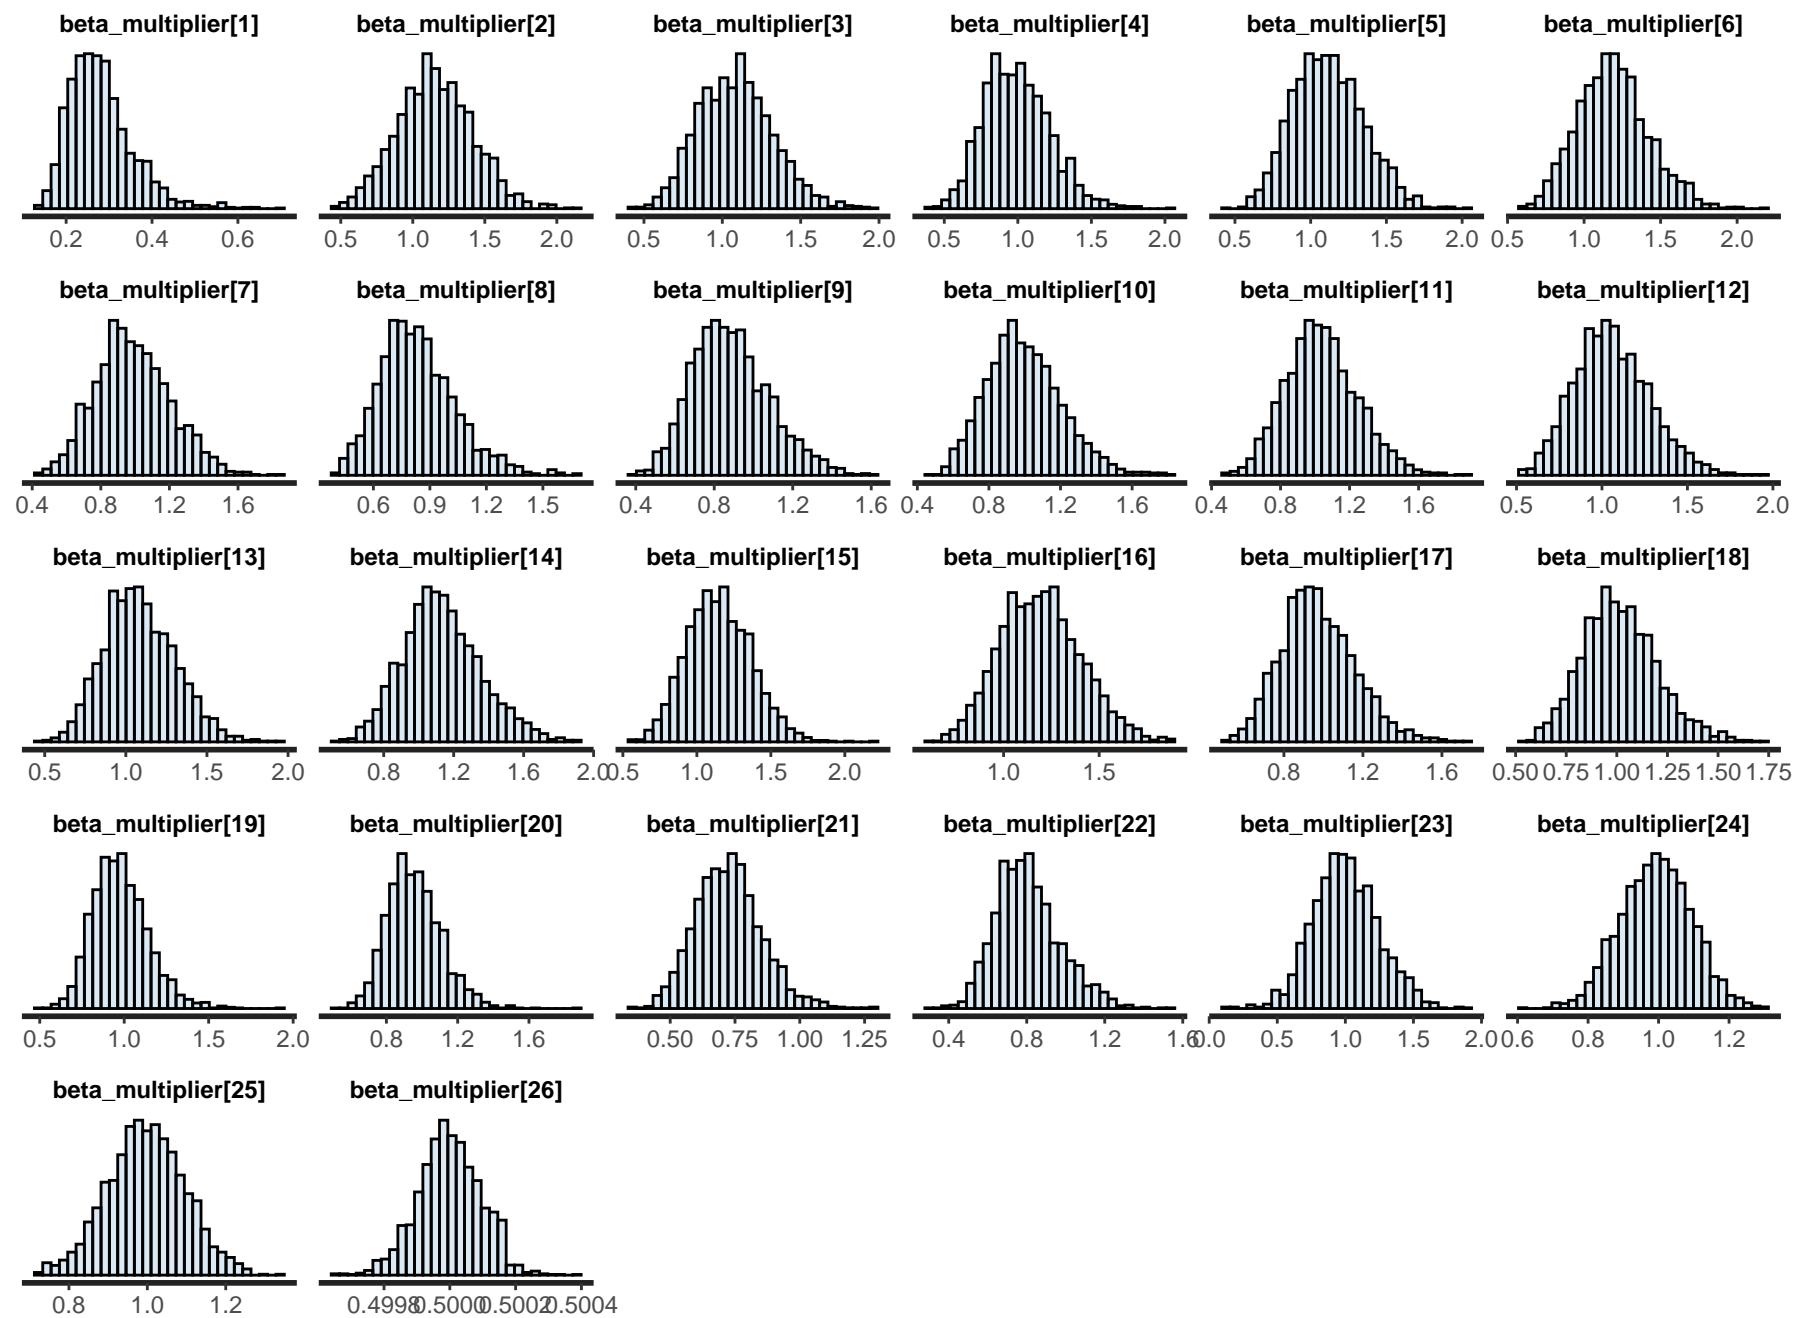 beta_multiplier[1] beta_multiplier[2] beta_multiplier[3] beta_multiplier[4] beta_multiplier[5] beta_multiplier[6]
0.2 0.4 0.6 0.5 1.0 1.5 2.0 0.5 1.0 1.5 2.0 0.5 1.0 1.5 2.0 0.5 1.0 1.5 2.0 0.5 1.0 1.5 2.0
beta_multiplier[7] beta_multiplier[8] beta_multiplier[9] beta_multiplier[10] beta_multiplier[11] beta_multiplier[12]
0.4 0.8 1.2 1.6 0.6 0.9 1.2 1.5 0.4 0.8 1.2 1.6 0.4 0.8 1.2 1.6 0.4 0.8 1.2 1.6 0.5 1.0 1.5 2.0
beta_multiplier[13] beta_multiplier[14] beta_multiplier[15] beta_multiplier[16] beta_multiplier[17] beta_multiplier[18]
0.5 1.0 1.5 2.0 0.8 1.2 1.6 2.0 0.5 1.0 1.5 2.0 1.0 1.5 0.8 1.2 1.6 0.50 0.75 1.00 1.25 1.50 1.75
beta_multiplier[19] beta_multiplier[20] beta_multiplier[21] beta_multiplier[22] beta_multiplier[23] beta_multiplier[24]
0.5 1.0 1.5 2.0 0.8 1.2 1.6 0.50 0.75 1.00 1.25 0.4 0.8 1.2 1.6 0.0 0.5 1.0 1.5 2.0 0.6 0.8 1.0 1.2
beta_multiplier[25] beta_multiplier[26]
0.8 1.0 1.2 0.4998 0.5000 0.5002 0.5004